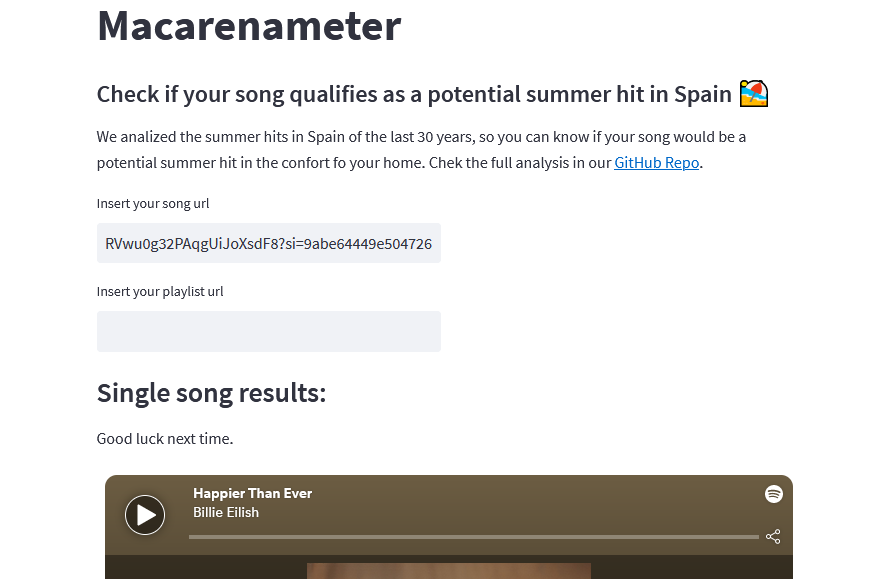 Macarenameter
Check if your song qualifies as a potential summer hit in Spain
We analized the summer hits in Spain of the last 30 years, so you can know if your song would be a
potential summer hit in the confort fo your home. Chek the full analysis in our GitHub Repo.
Insert your song url
RVwu0g32PAqgUiJoXsdF8?si=9abe64449e504726
Insert your playlist url
Single song results:
Good luck next time.
Happier Than Ever
Billie Eilish